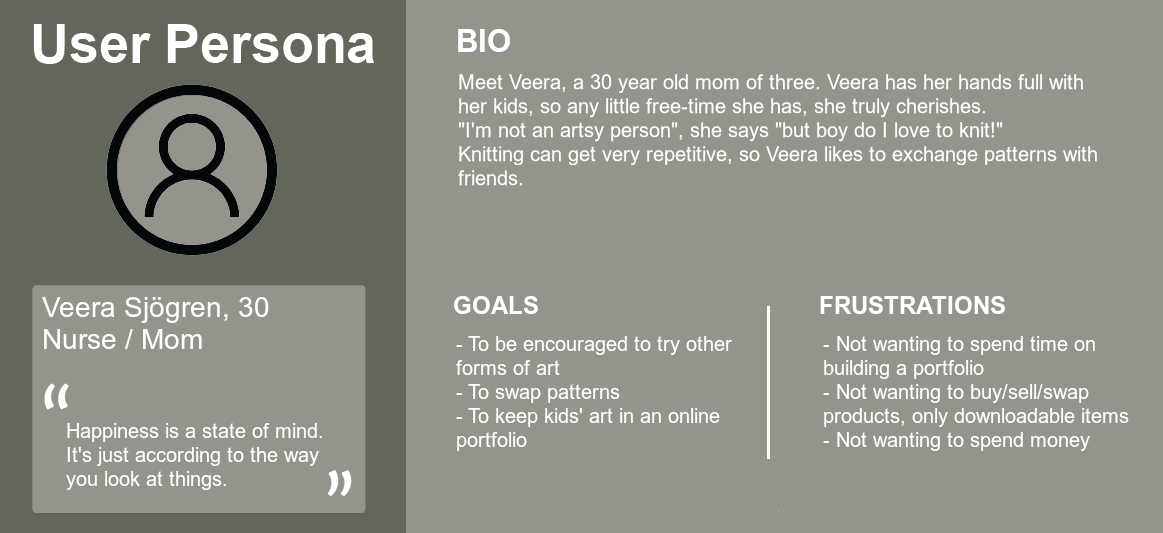 User Persona
Veera Sjögren, 30
Nurse / Mom
“
Happiness is a state of mind.
It's just according to the way
you look at things.
”
BIO
Meet Veera, a 30 year old mom of three. Veera has her hands full with
her kids, so any little free-time she has, she truly cherishes.
"I'm not an artsy person", she says "but boy do I love to knit!"
Knitting can get very repetitive, so Veera likes to exchange patterns with
friends.
GOALS
- To be encouraged to try other
forms of art
- To swap patterns
- To keep kids' art in an online
portfolio
FRUSTRATIONS
- Not wanting to spend time on
building a portfolio
- Not wanting to buy/sell/swap
products, only downloadable items
- Not wanting to spend money